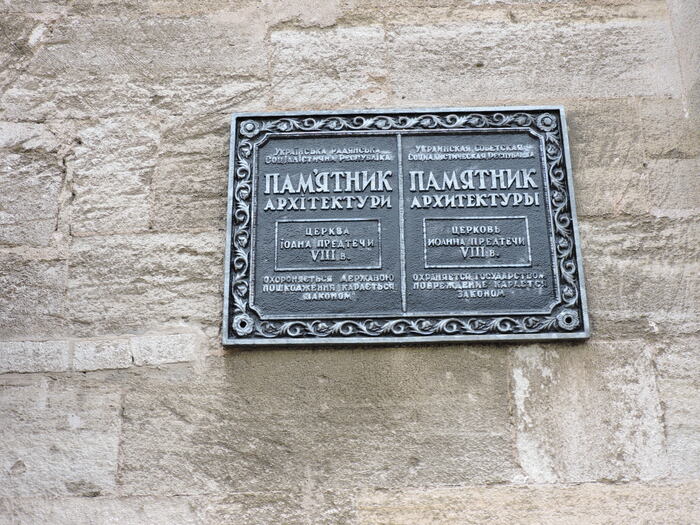 Українська Радянська
Соціалістична Республіка
ПАМ'ЯТНИК
АРХІТЕКТУРИ
ЦЕРКВА
ІОАНА ПРЕДТЕЧИ
VIII в.
ОХОРОНЯЄТЬСЯ ДЕРЖАВОЮ
ПОШКОДЖЕННЯ КАРАЄТЬСЯ
ЗАКОНОМ
Украинская Советская
Социалистическая Республика
ПАМЯТНИК
АРХИТЕКТУРЫ
ЦЕРКОВЬ
ИОАННА ПРЕДТЕЧИ
VIII в.
ОХРАНЯЕТСЯ ГОСУДАРСТВОМ
ПОВРЕЖДЕНИЕ КАРАЕТСЯ
ЗАКОНОМ